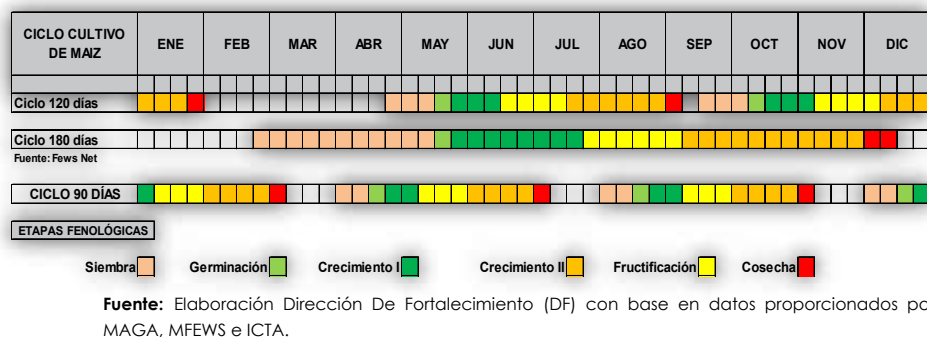 CICLO CULTIVO
DE MAIZ
ENE FEB MAR ABR MAY JUN JUL AGO SEP OCT NOV DIC
Ciclo 120 días
Ciclo 180 días
Fuente: Fews Net
CICLO 90 DÍAS
ETAPAS FENOLÓGICAS
Siembra Germinación Crecimiento I Crecimiento II Fructificación Cosecha
Fuente: Elaboración Dirección De Fortalecimiento (DF) con base en datos proporcionados po
MAGA, MFEWS e ICTA.